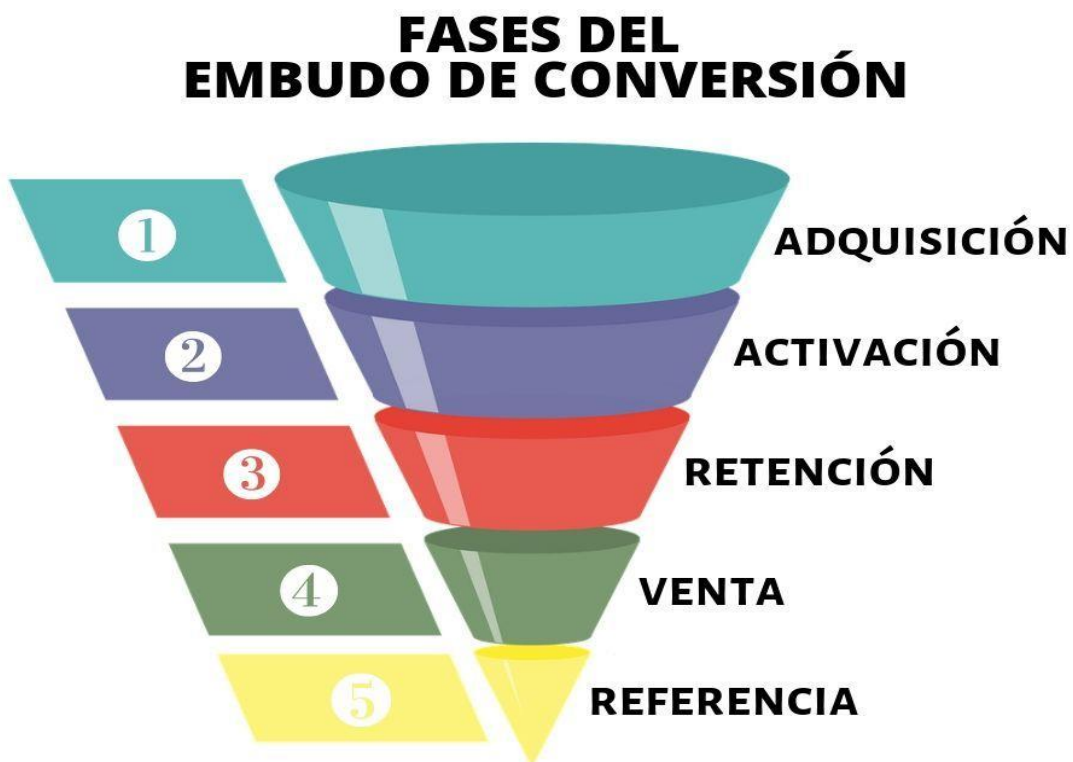 FASES DEL
EMBUDO DE CONVERSIÓN
1
ADQUISICIÓN
2
ACTIVACIÓN
3
RETENCIÓN
4
VENTA
5
REFERENCIA